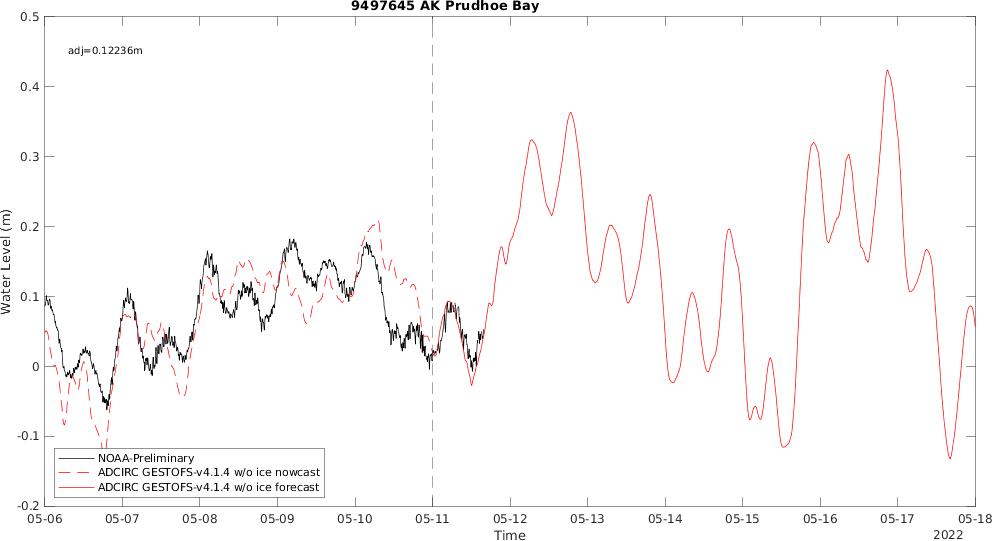 9497645 AK Prudhoe Bay
adj=0.12236m
Water Level (m)
0.5
0.4
0.3
0.2
0.1
0
-0.1
-0.2
NOAA-Preliminary
ADCIRC GESTOFS-v4.1.4 w/o ice nowcast
ADCIRC GESTOFS-v4.1.4 w/o ice forecast
05-06 05-07 05-08 05-09 05-10 05-11 05-12 05-13 05-14 05-15 05-16 05-17 05-18
Time
2022